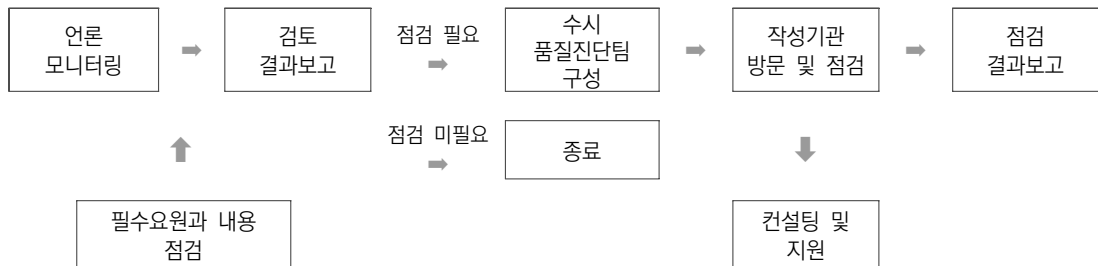 언론
모니터링
검토
결과보고
점검 필요
수시
품질진단팀
구성
작성기관
방문 및 점검
점검
결과보고
점검 미필요
종료
필수요원과 내용
점검
컨설팅 및
지원